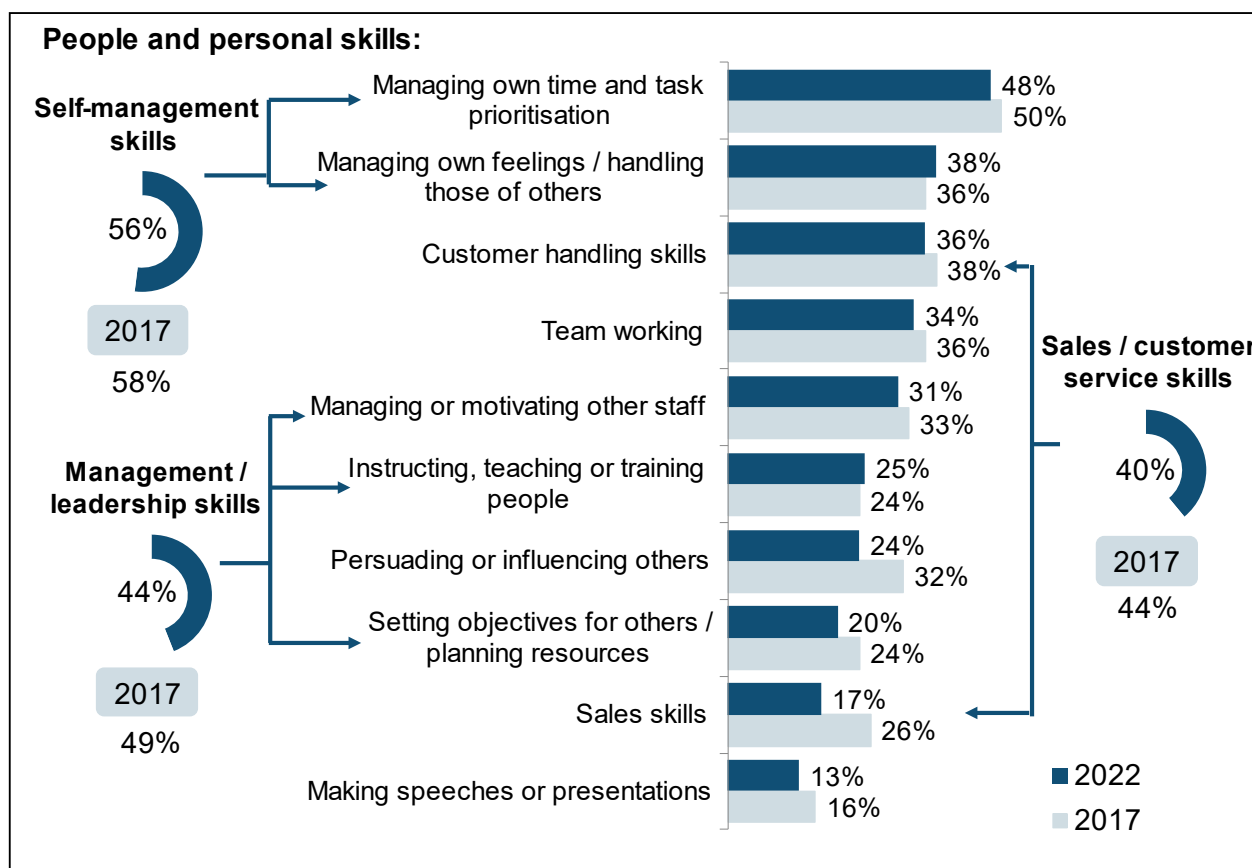 People and personal skills:
Self-management
skills
56%
2017
58%
Management /
leadership skills
44%
2017
49%
Managing own time and task
prioritisation
48%
50%
Managing own feelings / handling
those of others
38%
36%
Customer handling skills
36%
38%
Team working
34%
36%
Managing or motivating other staff
31%
33%
Instructing, teaching or training
people
25%
24%
Persuading or influencing others
24%
32%
Setting objectives for others /
planning resources
20%
24%
Sales skills
17%
26%
Making speeches or presentations
13%
16%
Sales / customer
service skills
40%
2017
44%
2022
2017